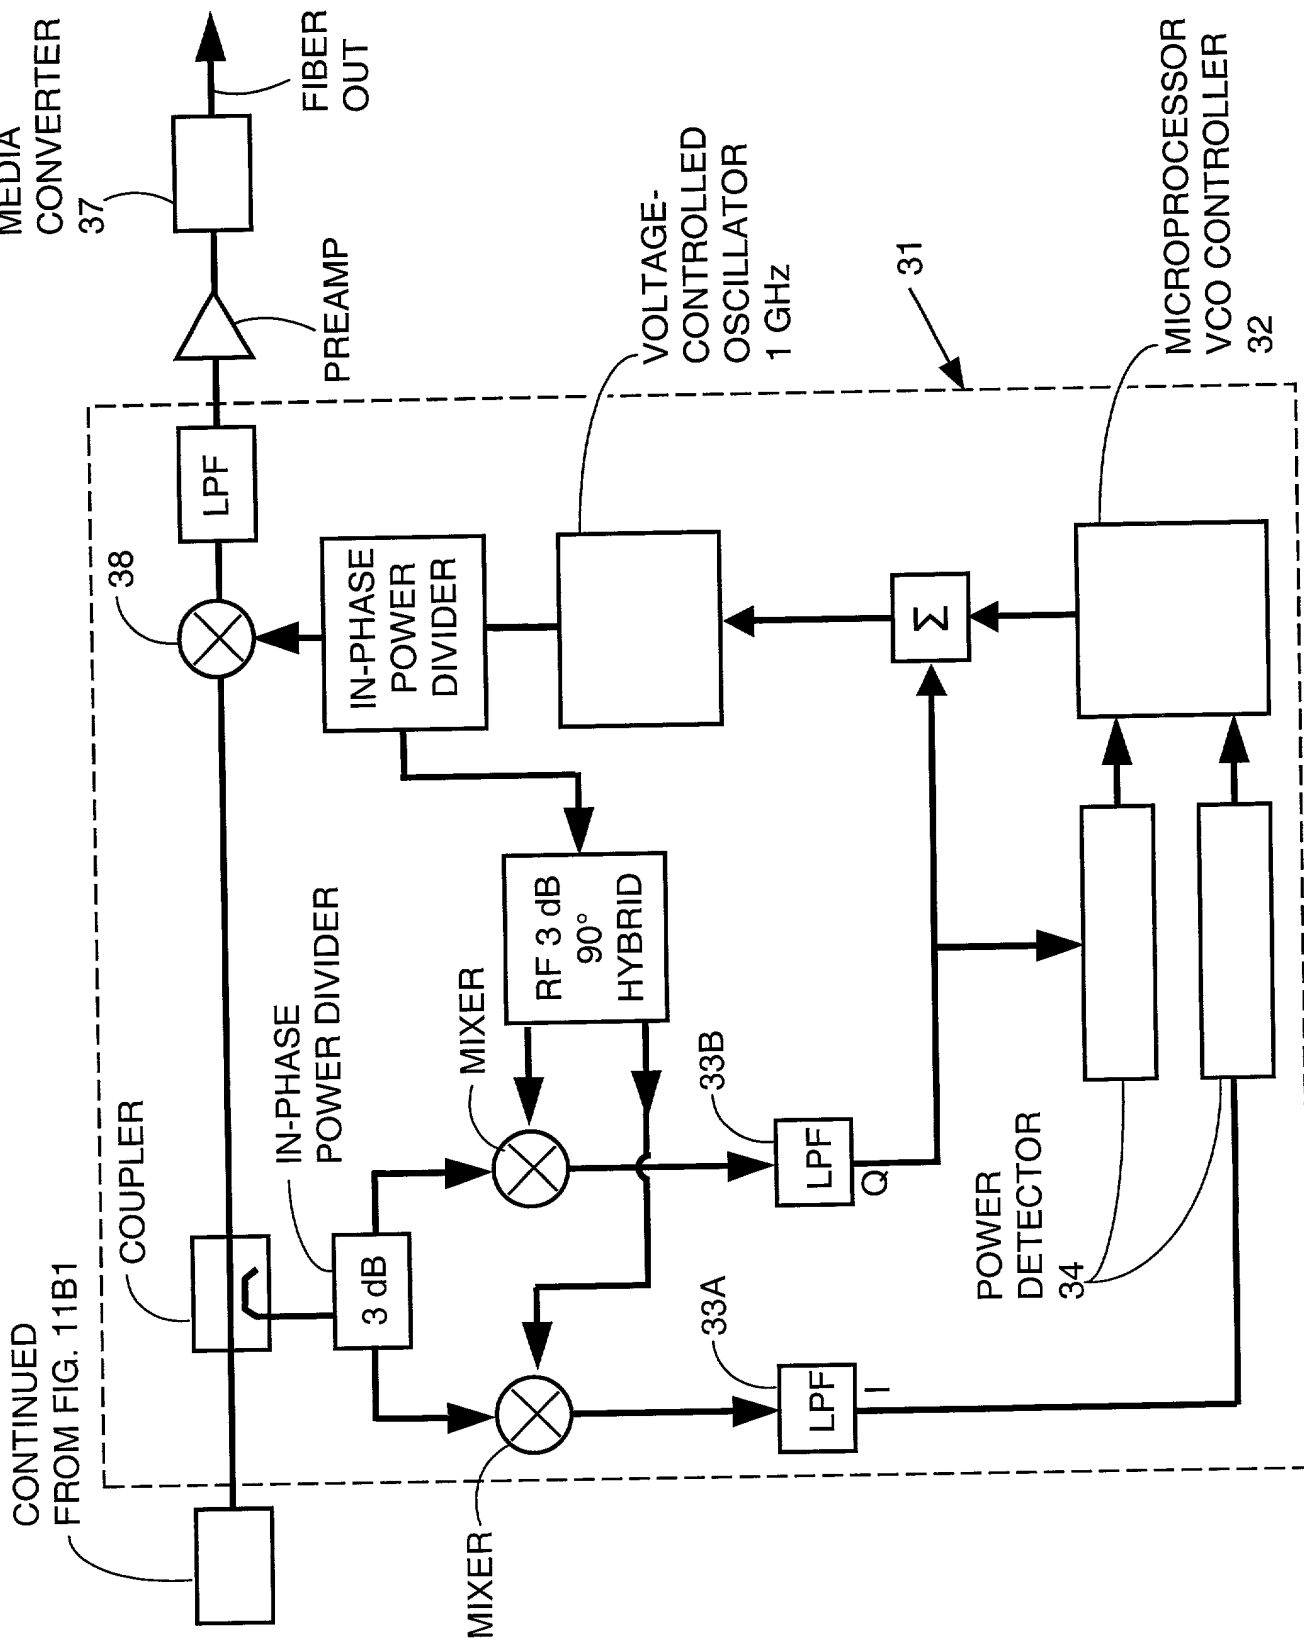 CONTINUED
FROM FIG. 11B1
COUPLER
38
LPF
PREAMP
MEDIA
CONVERTER
37
FIBER
OUT
IN-PHASE
POWER DIVIDER
3 dB
MIXER
MIXER
RF 3 dB
90°
HYBRID
IN-PHASE
POWER
DIVIDER
VOLTAGE-
CONTROLLED
OSCILLATOR
1 GHz
33A
LPF
I
33B
LPF
Q
Σ
31
POWER
DETECTOR
34
MICROPROCESSOR
VCO CONTROLLER
32